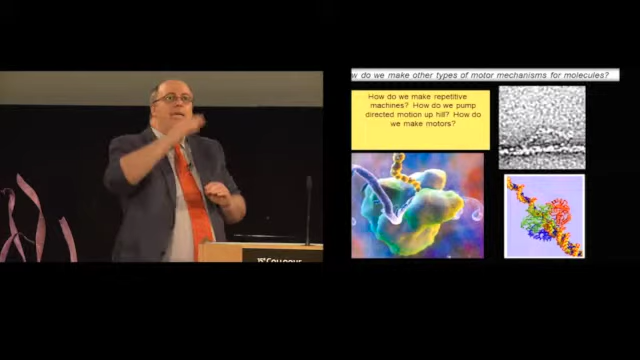 w do we make other types of motor mechanisms for molecules?
How do we make repetitive
machines? How do we pump
directed motion up hill? How do
we make motors?